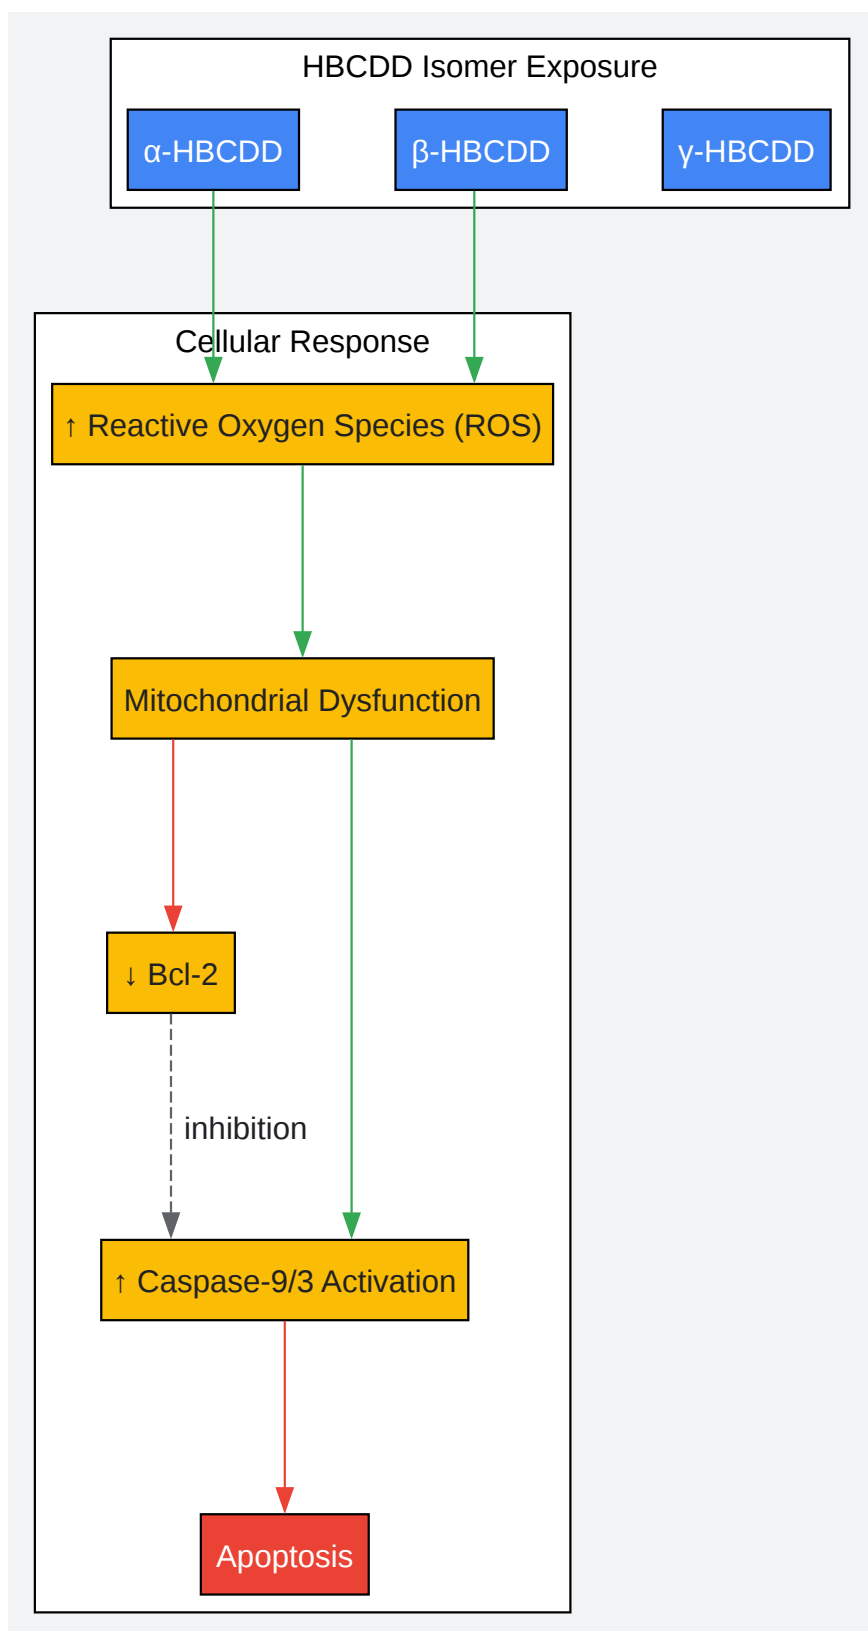 HBCDD Isomer Exposure
α-HBCDD
β-HBCDD
γ-HBCDD
Cellular Response
↑ Reactive Oxygen Species (ROS)
Mitochondrial Dysfunction
↓ Bcl-2
inhibition
↑ Caspase-9/3 Activation
Apoptosis